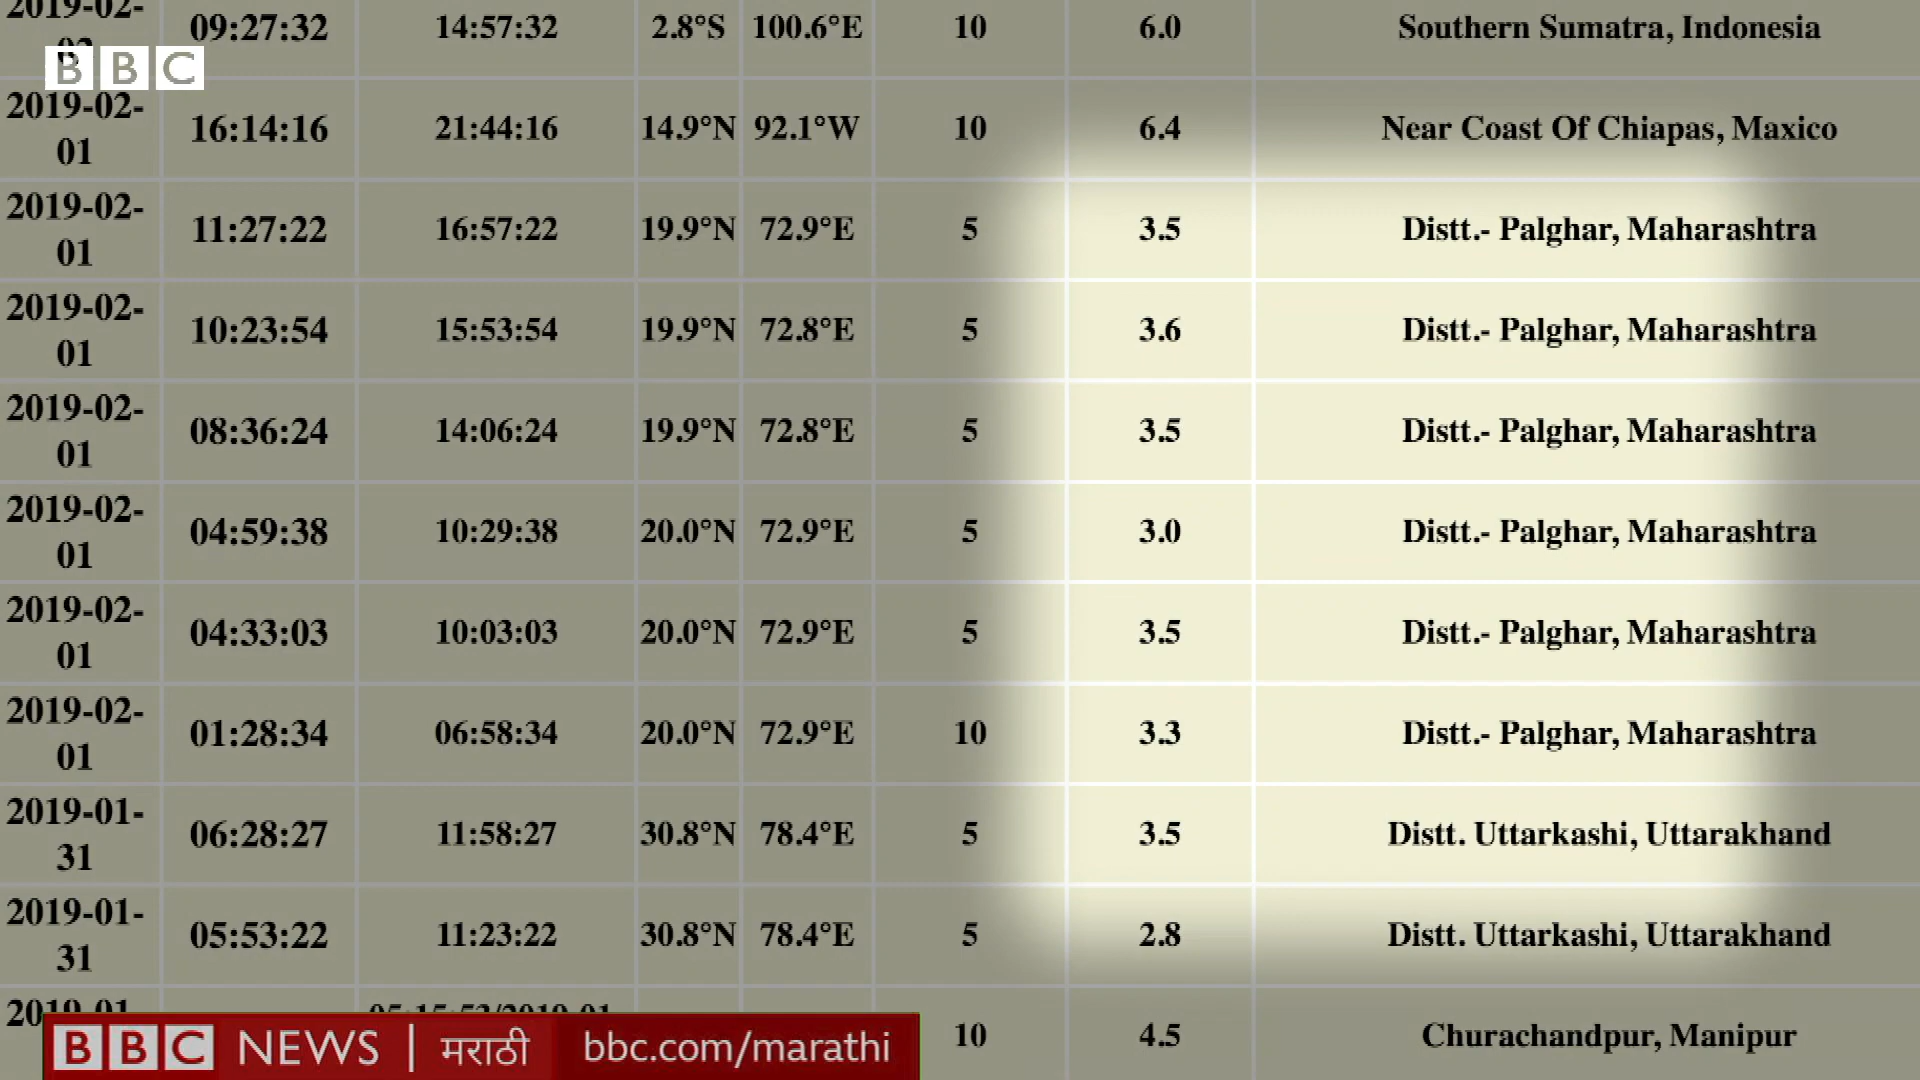 2019-02-
02 09:27:32 14:57:32 2.8°S 100.6°E 10 6.0 Southern Sumatra, Indonesia
BBC
2019-02-
01 16:14:16 21:44:16 14.9°N 92.1°W 10 6.4 Near Coast Of Chiapas, Maxico
2019-02-
01 11:27:22 16:57:22 19.9°N 72.9°E 5 3.5 Distt.- Palghar, Maharashtra
2019-02-
01 10:23:54 15:53:54 19.9°N 72.8°E 5 3.6 Distt.- Palghar, Maharashtra
2019-02-
01 08:36:24 14:06:24 19.9°N 72.8°E 5 3.5 Distt.- Palghar, Maharashtra
2019-02-
01 04:59:38 10:29:38 20.0°N 72.9°E 5 3.0 Distt.- Palghar, Maharashtra
2019-02-
01 04:33:03 10:03:03 20.0°N 72.9°E 5 3.5 Distt.- Palghar, Maharashtra
2019-02-
01 01:28:34 06:58:34 20.0°N 72.9°E 10 3.3 Distt.- Palghar, Maharashtra
2019-01-
31 06:28:27 11:58:27 30.8°N 78.4°E 5 3.5 Distt. Uttarkashi, Uttarakhand
2019-01-
31 05:53:22 11:23:22 30.8°N 78.4°E 5 2.8 Distt. Uttarkashi, Uttarakhand
10 4.5 Churachandpur, Manipur
BBC NEWS | मराठी bbc.com/marathi